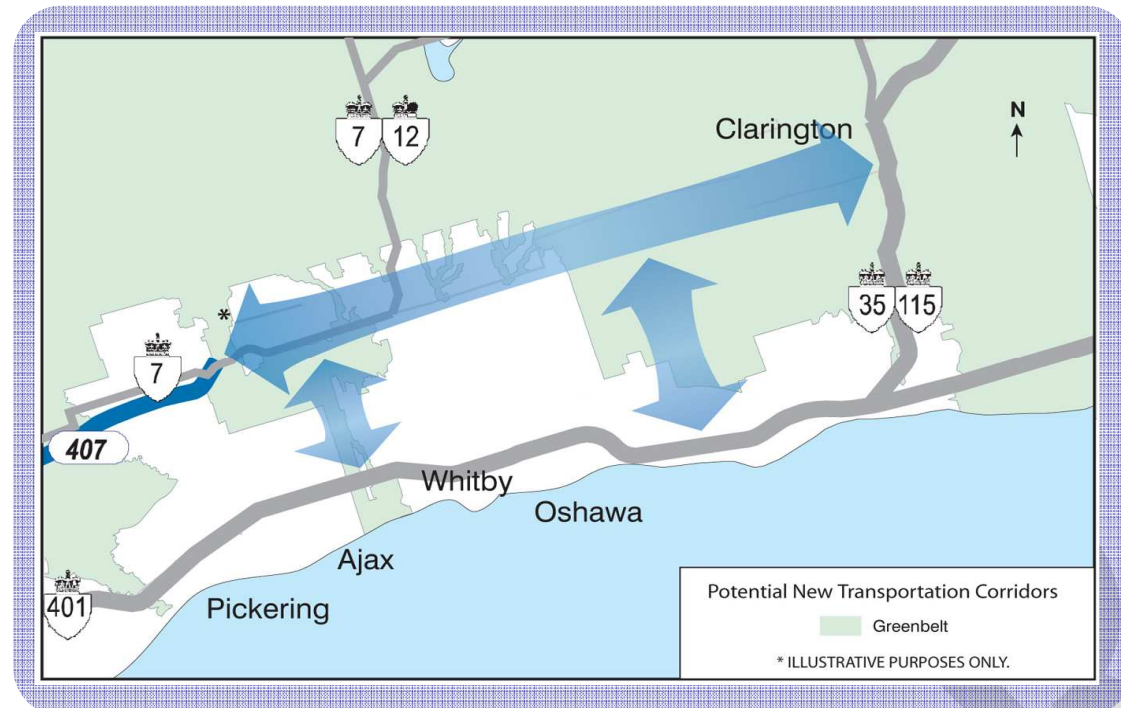 7
12
Clarington
N
35
115
*
7
407
Whitby
Oshawa
Ajax
401
Pickering
Potential New Transportation Corridors
Greenbelt
* ILLUSTRATIVE PURPOSES ONLY.